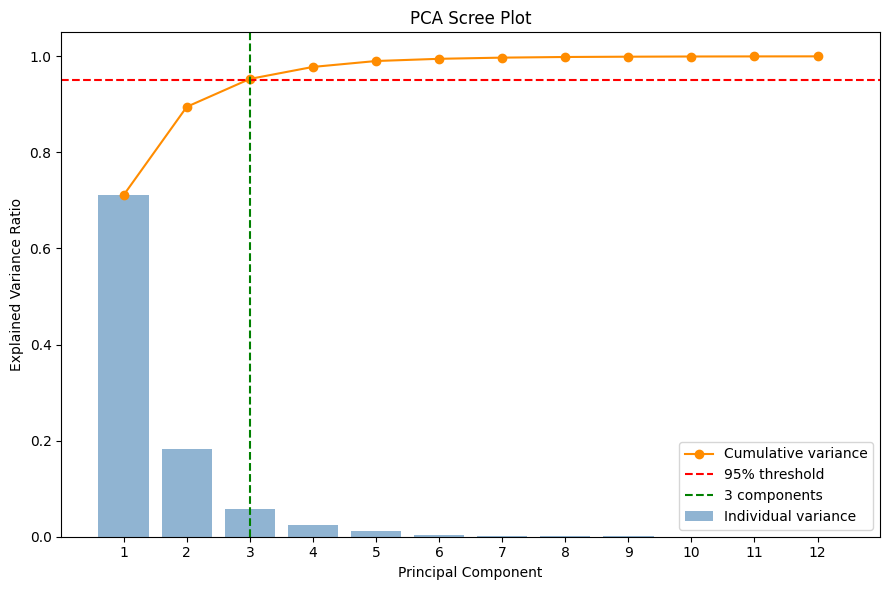 PCA Scree Plot
Explained Variance Ratio
1.0
0.8
0.6
0.4
0.2
0.0
1 2 3 4 5 6 7 8 9 10 11 12
Principal Component
Cumulative variance
95% threshold
3 components
Individual variance